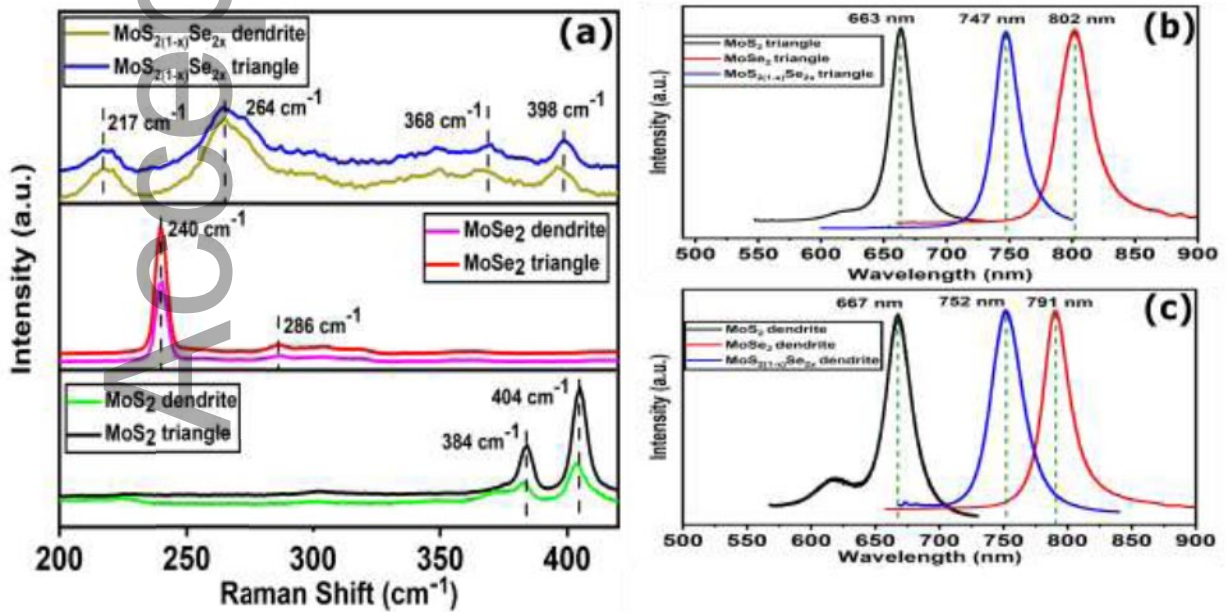 (a)
MoS2(1-x)Se2x dendrite
MoS2(1-x)Se2x triangle
217 cm-1
264 cm-1
368 cm-1
398 cm-1
240 cm-1
MoSe2 dendrite
MoSe2 triangle
286 cm-1
MoS2 dendrite
MoS2 triangle
404 cm-1
384 cm-1
Intensity (a.u.)
200 250 300 350 400
Raman Shift (cm-1)
Acce
663 nm 747 nm 802 nm
(b)
MoS2 triangle
MoSe2 triangle
MoS2(1-x)Se2x triangle
Intensity (a.u.)
500 550 600 650 700 750 800 850 900
Wavelength (nm)
667 nm 752 nm 791 nm
(c)
MoS2 dendrite
MoSe2 dendrite
MoS2(1-x)Se2x dendrite
Intensity (a.u.)
500 550 600 650 700 750 800 850 900
Wavelength (nm)